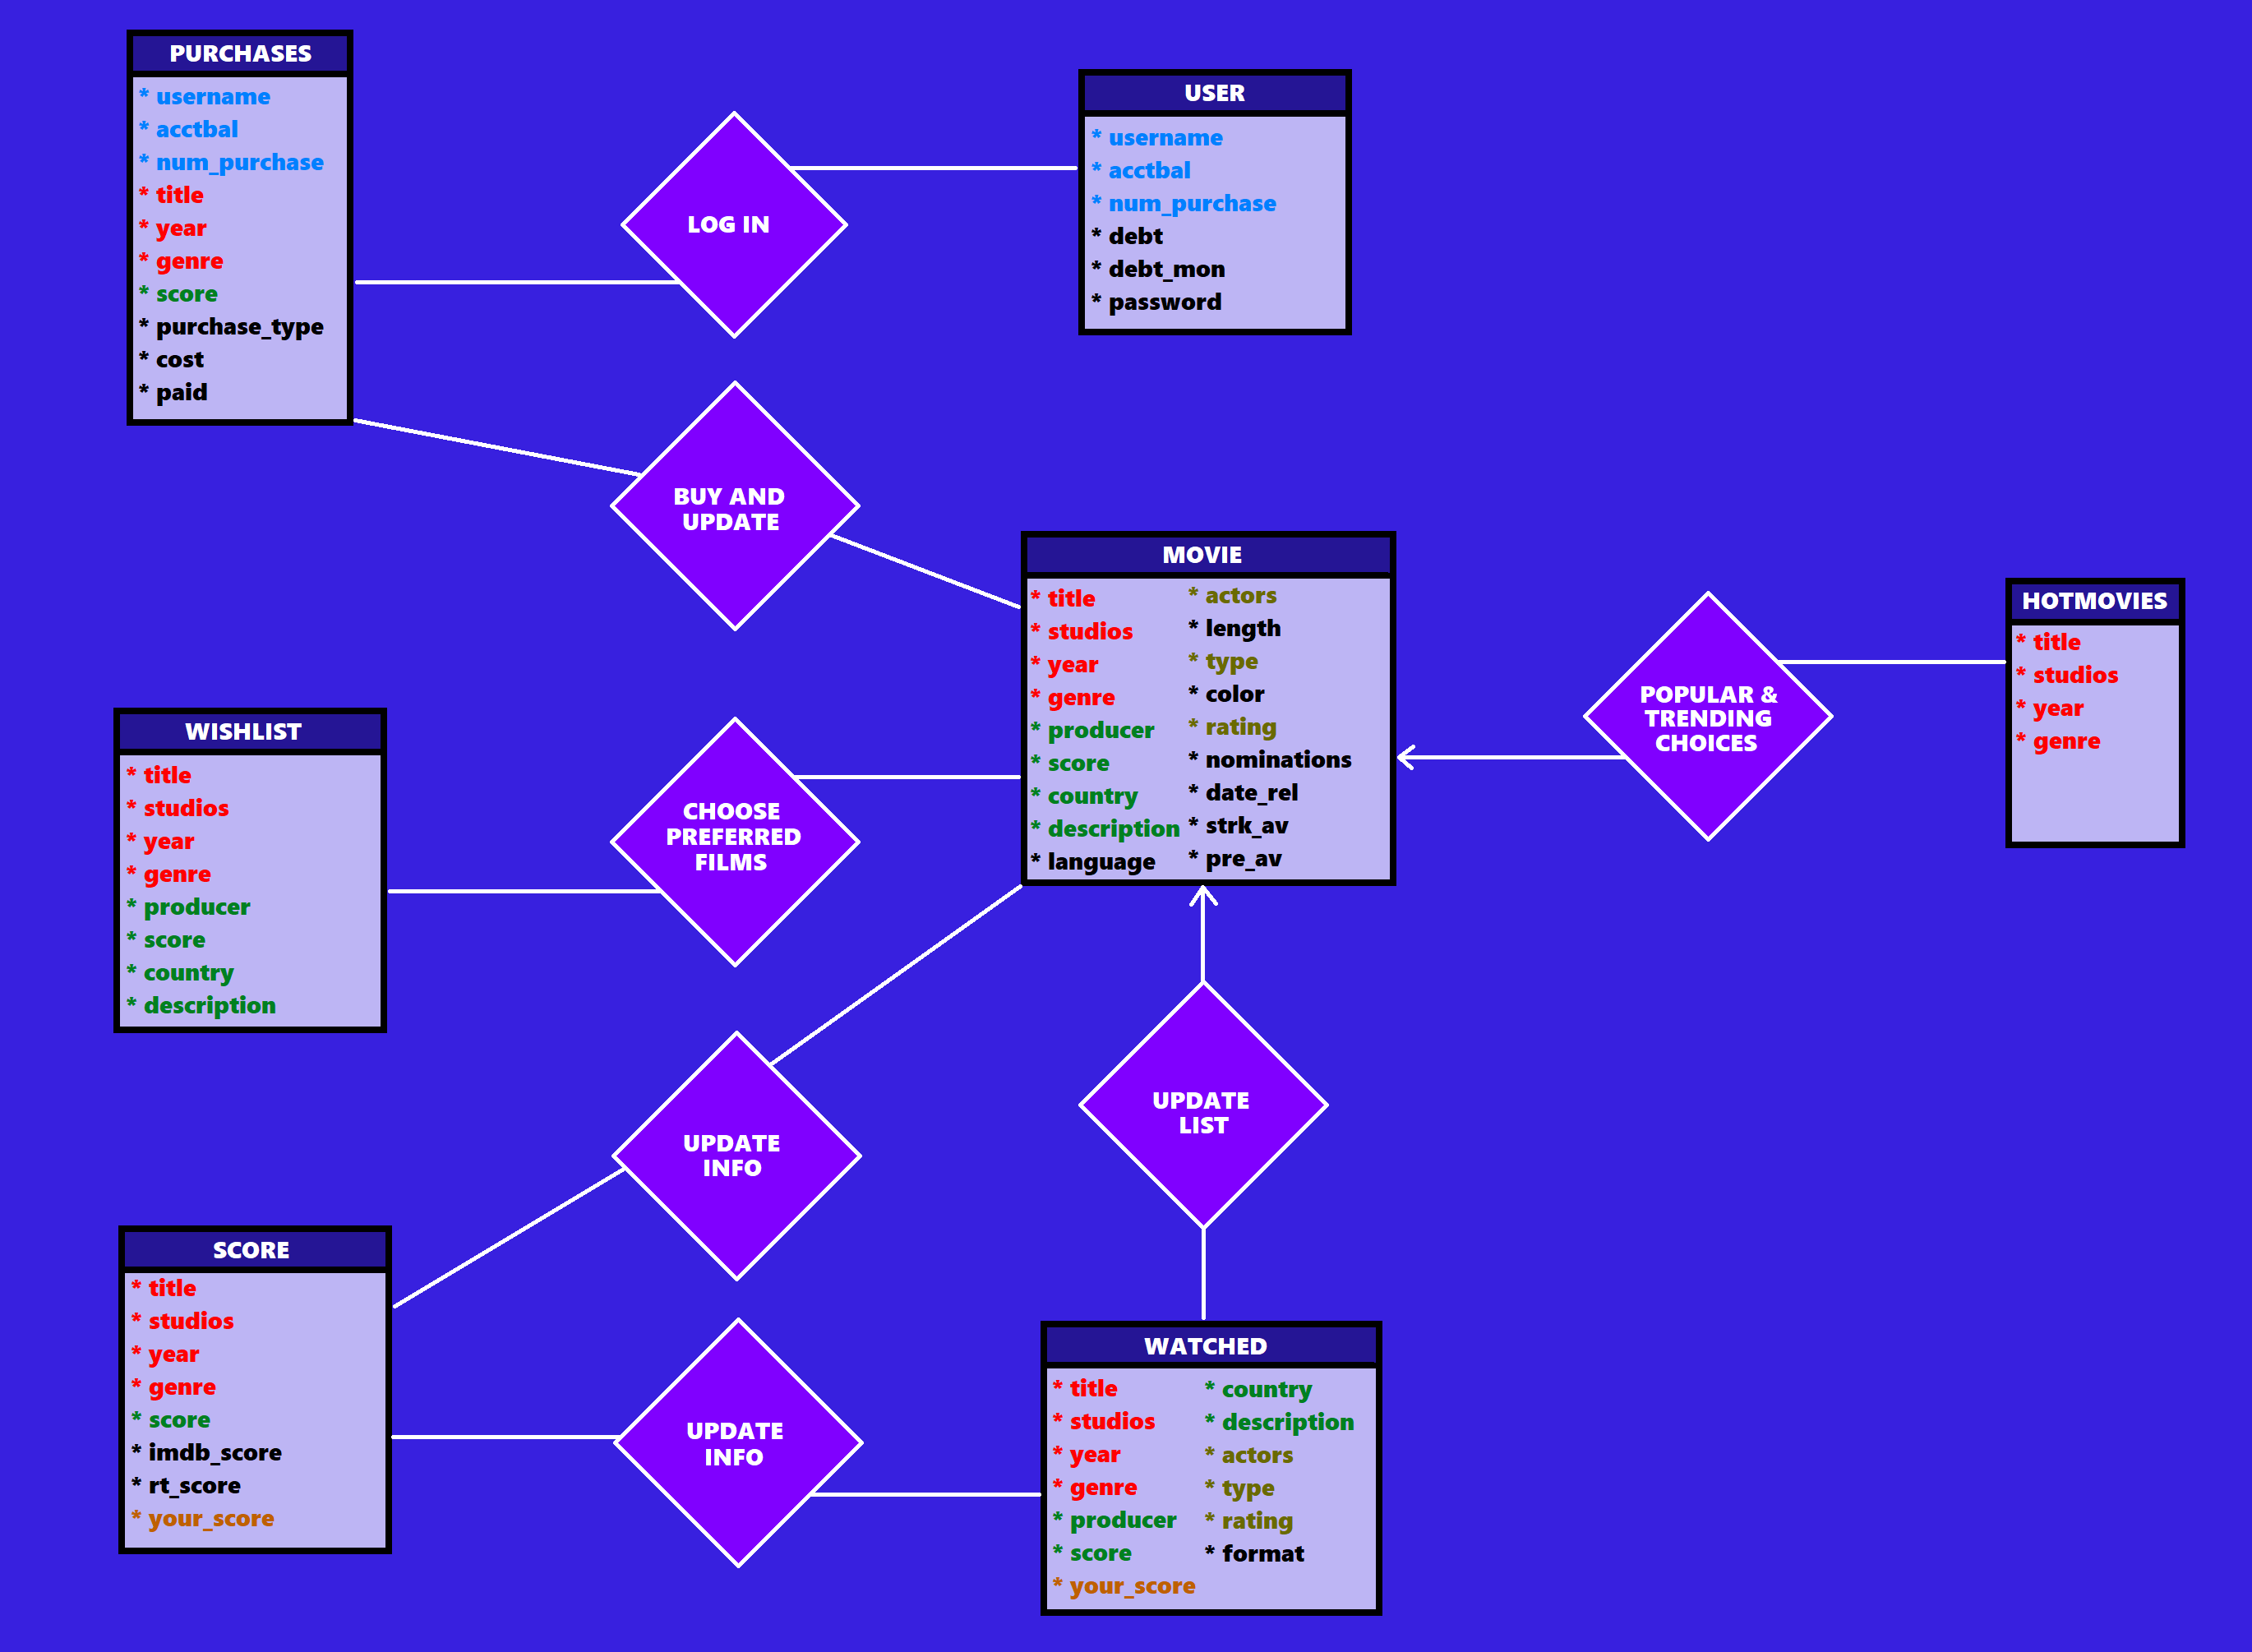 PURCHASES
* username
* acctbal
* num_purchase
* title
* year
* genre
* score
* purchase_type
* cost
* paid
LOG IN
USER
* username
* acctbal
* num_purchase
* debt
* debt_mon
* password
BUY AND
UPDATE
MOVIE
* title
* studios
* year
* genre
* producer
* score
* country
* description
* language
* actors
* length
* type
* color
* rating
* nominations
* date_rel
* strk_av
* pre_av
POPULAR &
TRENDING
CHOICES
HOTMOVIES
* title
* studios
* year
* genre
WISHLIST
* title
* studios
* year
* genre
* producer
* score
* country
* description
CHOOSE
PREFERRED
FILMS
UPDATE
INFO
UPDATE
LIST
SCORE
* title
* studios
* year
* genre
* score
* imdb_score
* rt_score
* your_score
UPDATE
INFO
WATCHED
* title
* studios
* year
* genre
* producer
* score
* your_score
* country
* description
* actors
* type
* rating
* format